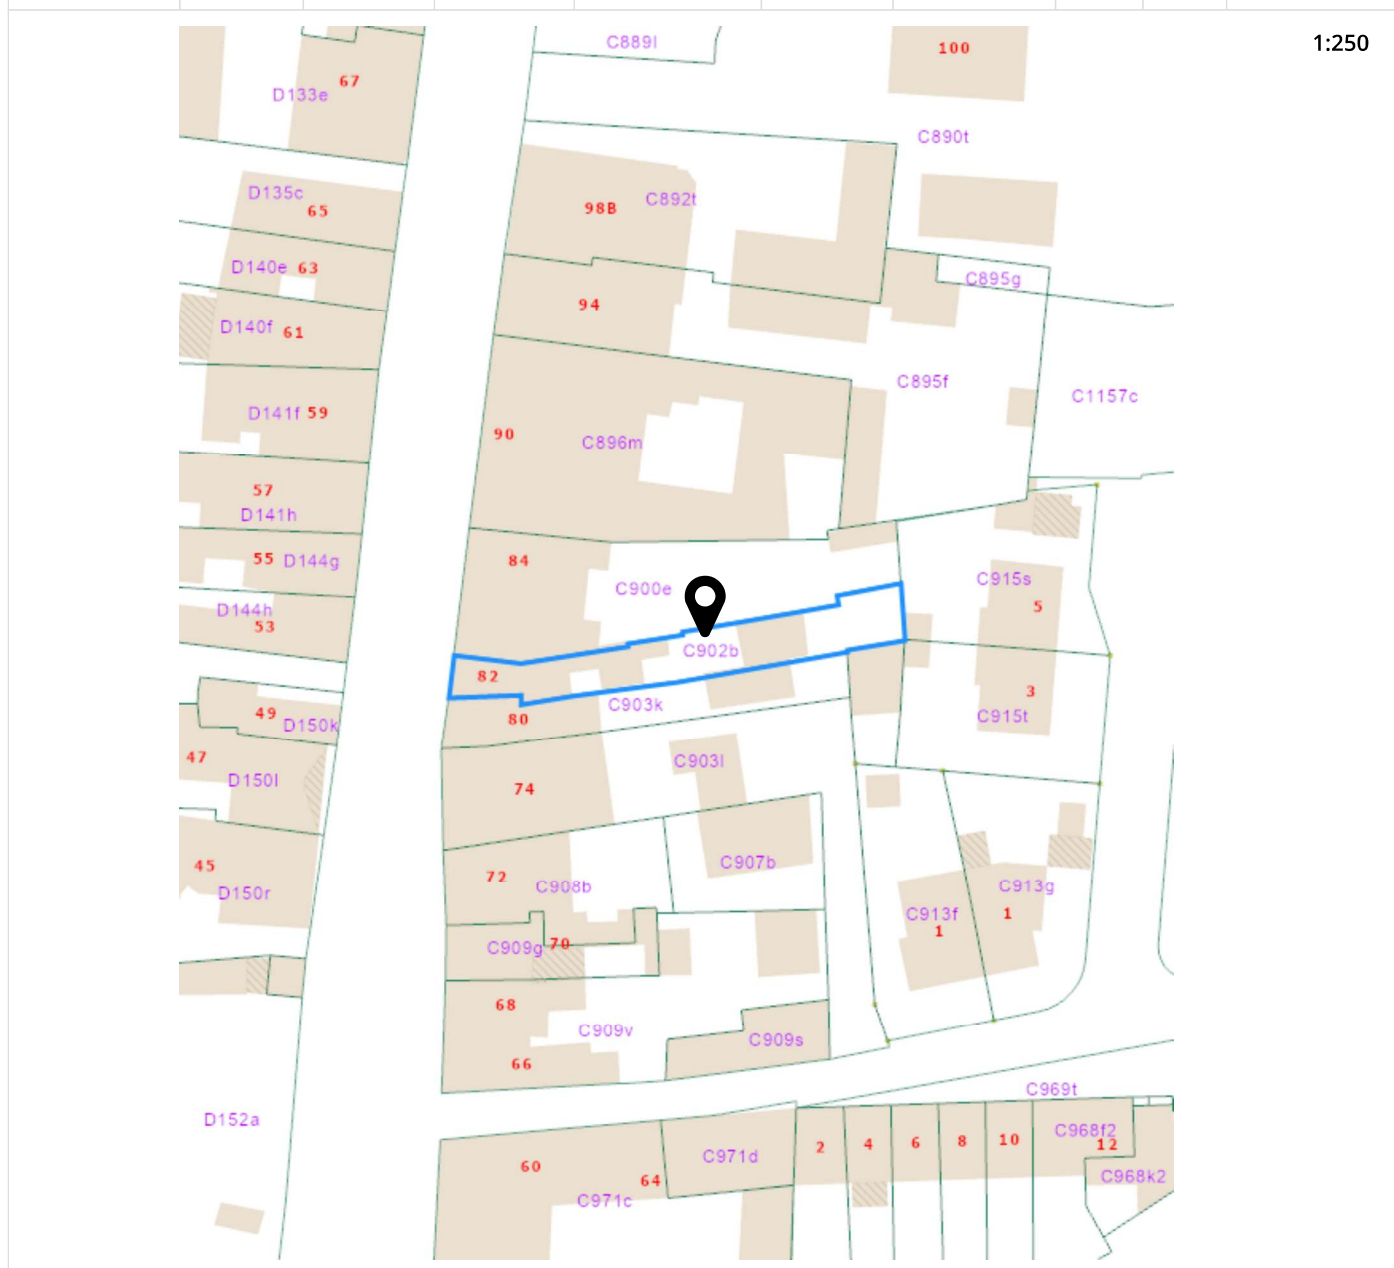 C889l
100
1:250
67
D133e
C890t
D135c
65
98B
C892t
D140e
63
C895g
94
D140f
61
C895f
C1157c
D141f
59
90
C896m
57
D141h
55
D144g
84
C900e
C915s
5
D144h
53
C902b
82
3
C903k
80
C915t
49
D150k
47
D150l
C903l
74
45
72
C908b
C907b
D150r
C913g
C913f
1
1
C909g
70
68
C909v
C909s
66
C969t
D152a
C968f2
12
2
4
6
8
10
C971d
60
64
C971c
C968k2